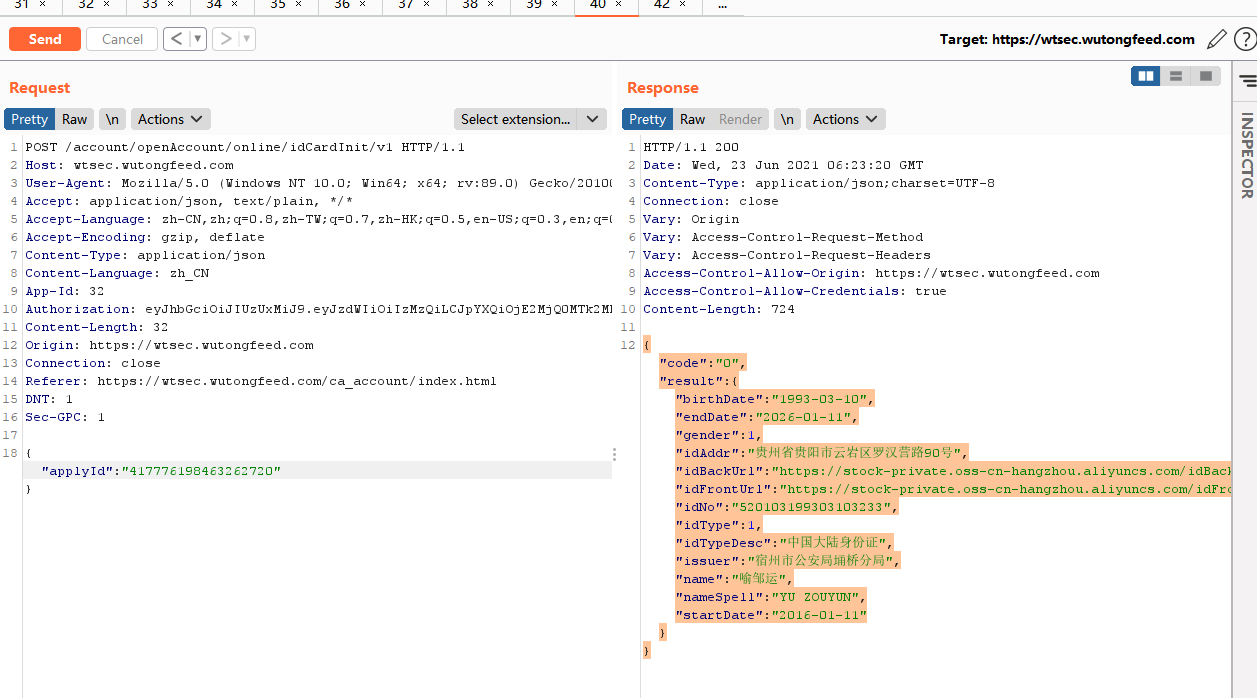 31 × 32 × 33 × 34 × 35 × 36 × 37 × 38 × 39 × 40 × 42 × ...
Send Cancel < ▼ > ▼ Target: https://wtsec.wutongfeed.com ?
Request
Pretty Raw \n Actions Select extension...
1 POST /account/openAccount/online/idCardInit/v1 HTTP/1.1
2 Host: wtsec.wutongfeed.com
3 User-Agent: Mozilla/5.0 (Windows NT 10.0; Win64; x64; rv:89.0) Gecko/20100
4 Accept: application/json, text/plain, */*
5 Accept-Language: zh-CN,zh;q=0.8,zh-TW;q=0.7,zh-HK;q=0.5,en-US;q=0.3,en;q=0
6 Accept-Encoding: gzip, deflate
7 Content-Type: application/json
8 Content-Language: zh_CN
9 App-Id: 32
10 Authorization: eyJhbGciOiJIUzUxMiJ9.eyJzdWIiOiIzMzQiLCJpYXQiOjE2MjQ0MTk2M
11 Content-Length: 32
12 Origin: https://wtsec.wutongfeed.com
13 Connection: close
14 Referer: https://wtsec.wutongfeed.com/ca_account/index.html
15 DNT: 1
16 Sec-GPC: 1
17
18 {
"applyId":"417776198463262720"
}
Response
Pretty Raw Render \n Actions
1 HTTP/1.1 200
2 Date: Wed, 23 Jun 2021 06:23:20 GMT
3 Content-Type: application/json;charset=UTF-8
4 Connection: close
5 Vary: Origin
6 Vary: Access-Control-Request-Method
7 Vary: Access-Control-Request-Headers
8 Access-Control-Allow-Origin: https://wtsec.wutongfeed.com
9 Access-Control-Allow-Credentials: true
10 Content-Length: 724
11
12 {
"code":"0",
"result":{
"birthDate":"1993-03-10",
"endDate":"2026-01-11",
"gender":1,
"idAddr":"贵州省贵阳市云岩区罗汉营路90号",
"idBackUrl":"https://stock-private.oss-cn-hangzhou.aliyuncs.com/idBack
"idFrontUrl":"https://stock-private.oss-cn-hangzhou.aliyuncs.com/idFro
"idNo":"520103199303103233",
"idType":1,
"idTypeDesc":"中国大陆身份证",
"issuer":"宿州市公安局埇桥分局",
"name":"喻邹运",
"nameSpell":"YU ZOUYUN",
"startDate":"2016-01-11"
}
}
INSPECTOR